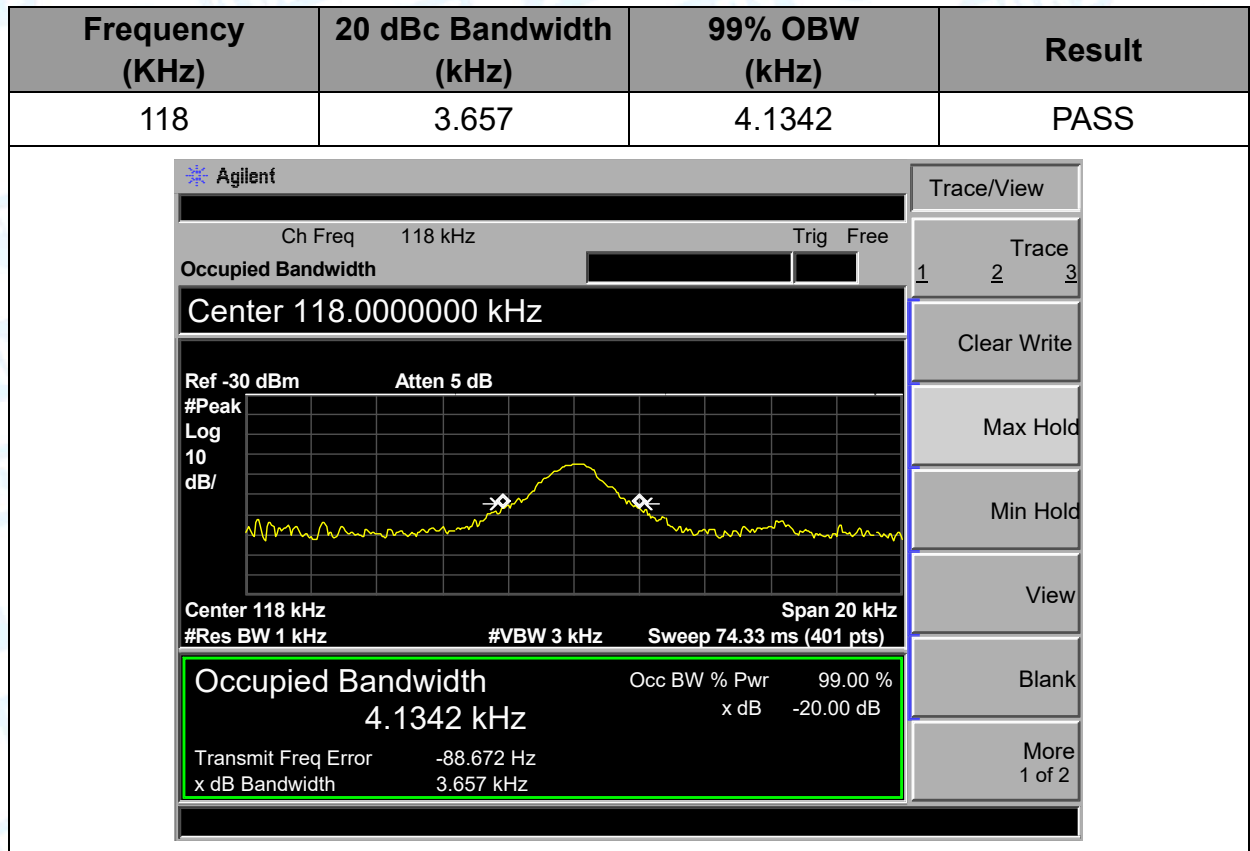 Frequency (KHz) 20 dBc Bandwidth (kHz) 99% OBW (kHz) Result
118 3.657 4.1342 PASS
Agilent
Ch Freq 118 kHz Trig Free
Occupied Bandwidth
Center 118.0000000 kHz
Ref -30 dBm Atten 5 dB
#Peak
Log
10
dB/
Center 118 kHz Span 20 kHz
#Res BW 1 kHz #VBW 3 kHz Sweep 74.33 ms (401 pts)
Occupied Bandwidth Occ BW % Pwr 99.00 %
4.1342 kHz x dB -20.00 dB
Transmit Freq Error -88.672 Hz
x dB Bandwidth 3.657 kHz
Trace/View
Trace
1 2 3
Clear Write
Max Hold
Min Hold
View
Blank
More
1 of 2